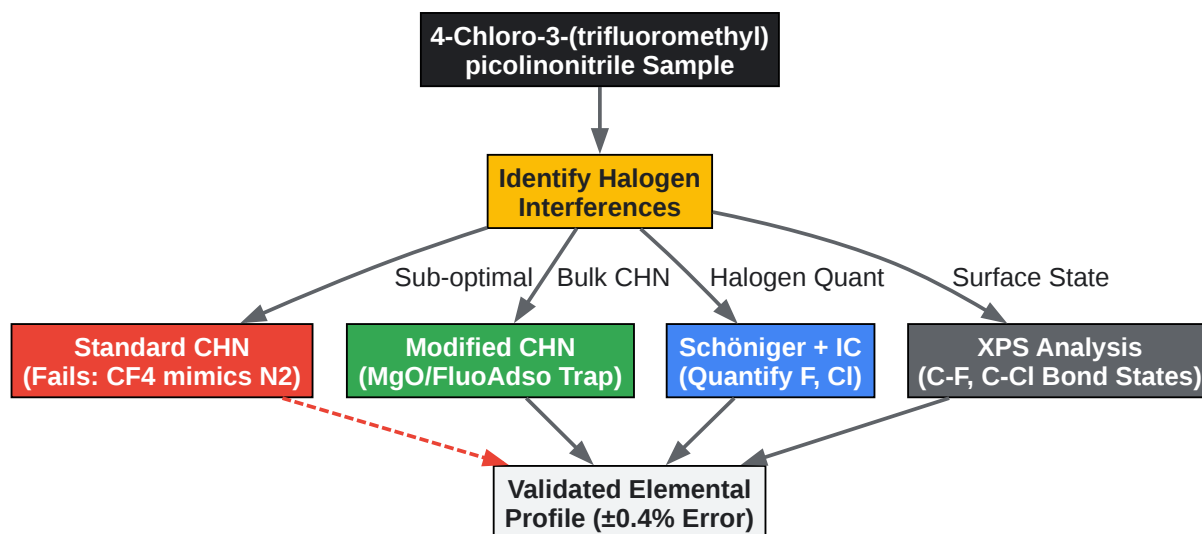 4-Chloro-3-(trifluoromethyl)
picolinonitrile Sample
Identify Halogen
Interferences
Sub-optimal
Bulk CHN
Halogen Quant
Surface State
Standard CHN
(Fails: CF4 mimics N2)
Modified CHN
(MgO/FluoAdso Trap)
Schöniger + IC
(Quantify F, Cl)
XPS Analysis
(C-F, C-Cl Bond States)
Validated Elemental
Profile (±0.4% Error)